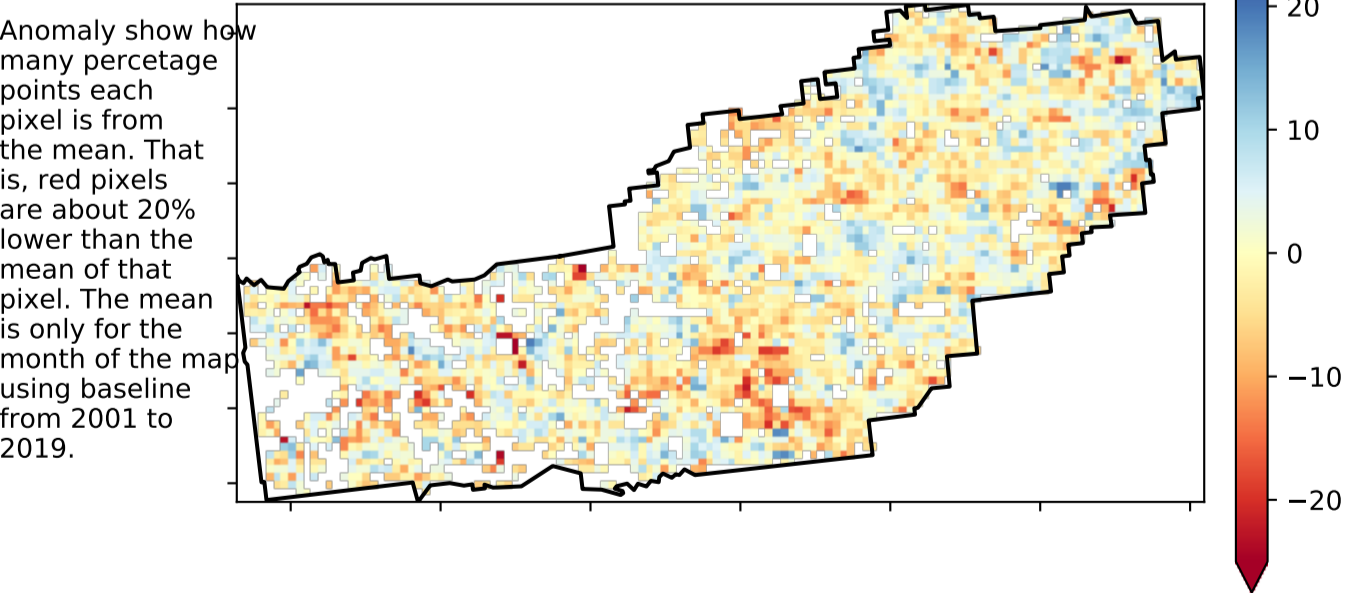 Anomaly show how
many percetage
points each
pixel is from
the mean. That
is, red pixels
are about 20%
lower than the
mean of that
pixel. The mean
is only for the
month of the map
using baseline
from 2001 to
2019.
20
10
0
−10
−20